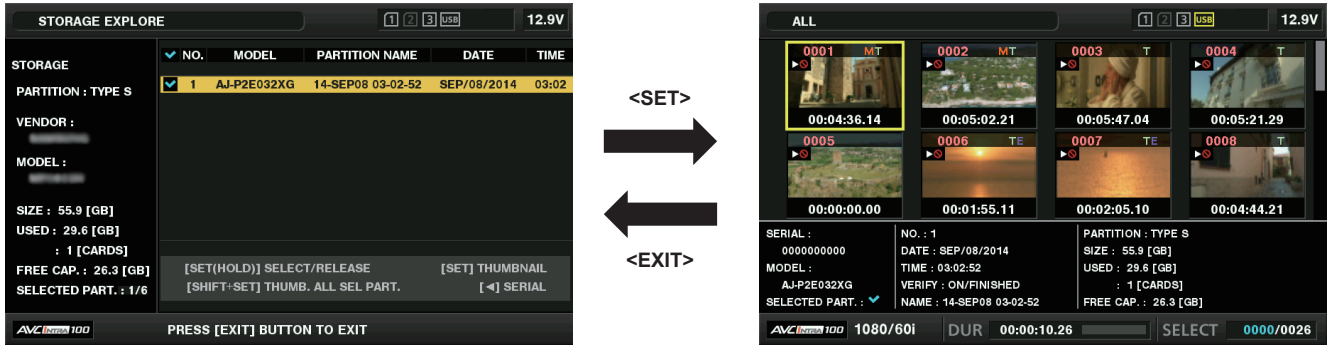 STORAGE EXPLORE
1 2 3 USB
12.9V
STORAGE
PARTITION : TYPE S
VENDOR :
MODEL :
SIZE : 55.9 [GB]
USED : 29.6 [GB]
: 1 [CARDS]
FREE CAP. : 26.3 [GB]
SELECTED PART. : 1/6
NO. MODEL PARTITION NAME DATE TIME
1 AJ-P2E032XG 14-SEP08 03-02-52 SEP/08/2014 03:02
[SET(HOLD)] SELECT/RELEASE [SET] THUMBNAIL
[SHIFT+SET] THUMB. ALL SEL PART. [◄] SERIAL
AVC INTRA 100
PRESS [EXIT] BUTTON TO EXIT
<SET>
<EXIT>
ALL
1 2 3 USB
12.9V
0001 MT
0002 MT
0003 T
0004 T
00:04:36.14
00:05:02.21
00:05:47.04
00:05:21.29
0005
0006 TE
0007 TE
0008 T
00:00:00.00
00:01:55.11
00:02:05.10
00:04:44.21
SERIAL :
0000000000
MODEL :
AJ-P2E032XG
SELECTED PART. :
NO. : 1
DATE : SEP/08/2014
TIME : 03:02:52
VERIFY : ON/FINISHED
NAME : 14-SEP08 03-02-52
PARTITION : TYPE S
SIZE : 55.9 [GB]
USED : 29.6 [GB]
: 1 [CARDS]
FREE CAP. : 26.3 [GB]
AVC INTRA 100 1080/60i DUR 00:00:10.26 SELECT 0000/0026